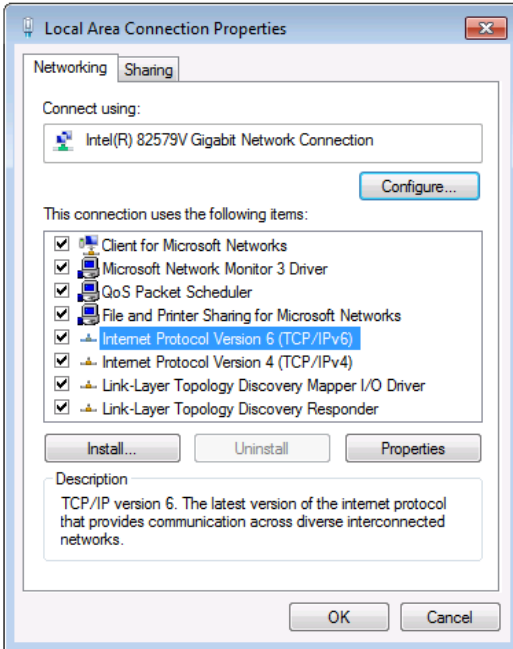 Local Area Connection Properties
Networking
Sharing
Connect using:
Intel(R) 82579V Gigabit Network Connection
Configure...
This connection uses the following items:
Client for Microsoft Networks
Microsoft Network Monitor 3 Driver
QoS Packet Scheduler
File and Printer Sharing for Microsoft Networks
Internet Protocol Version 6 (TCP/IPv6)
Internet Protocol Version 4 (TCP/IPv4)
Link-Layer Topology Discovery Mapper I/O Driver
Link-Layer Topology Discovery Responder
Install...
Uninstall
Properties
Description
TCP/IP version 6. The latest version of the internet protocol
that provides communication across diverse interconnected
networks.
OK
Cancel